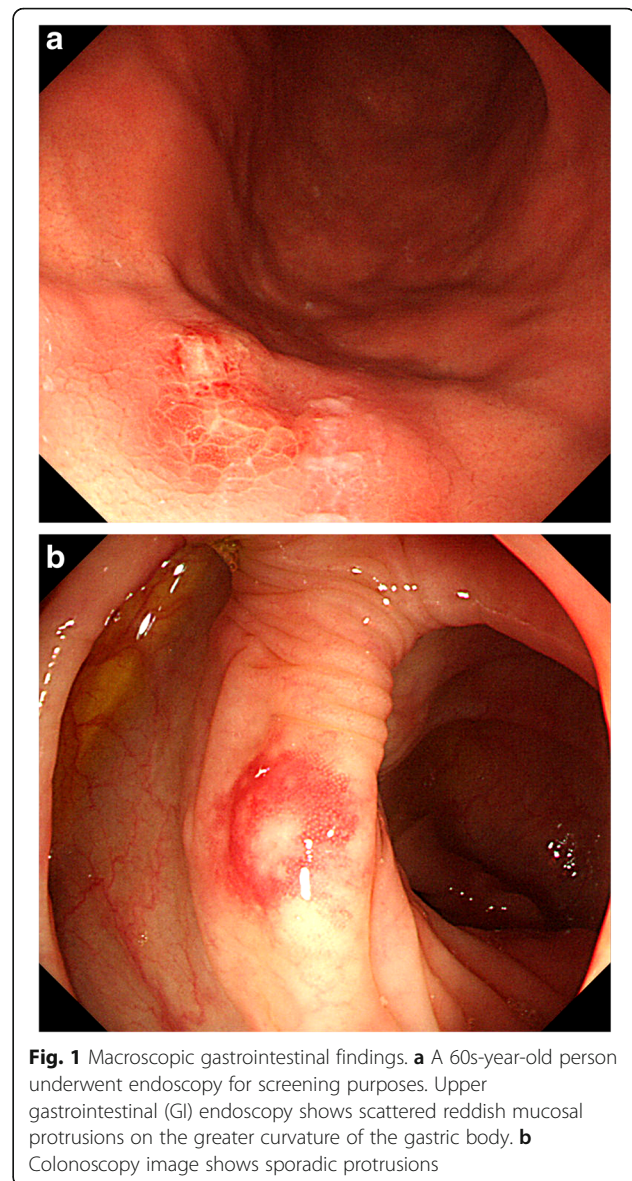 a
b
Fig. 1 Macroscopic gastrointestinal findings. a A 60s-year-old person
underwent endoscopy for screening purposes. Upper
gastrointestinal (GI) endoscopy shows scattered reddish mucosal
protrusions on the greater curvature of the gastric body. b
Colonoscopy image shows sporadic protrusions